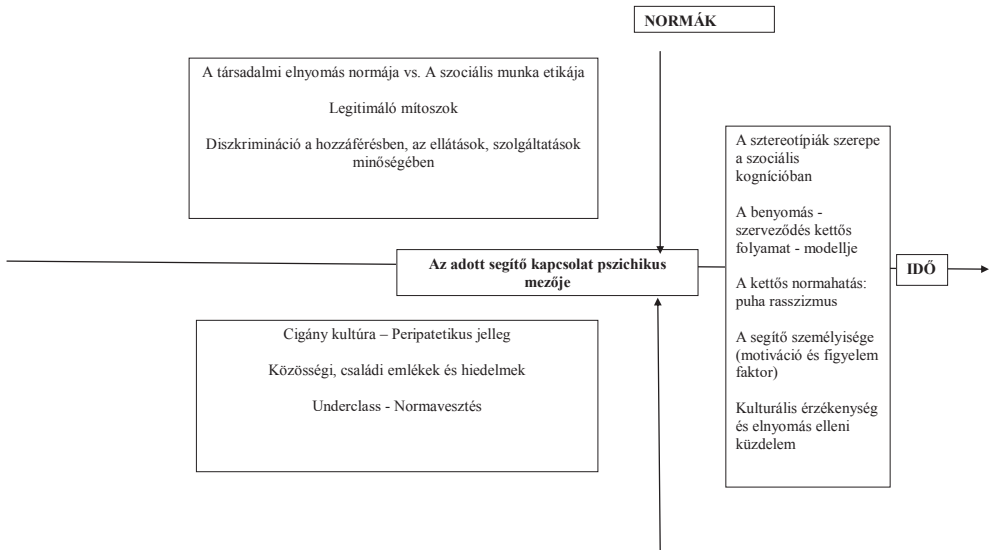 NORMÁK
A társadalmi elnyomás normája vs. A szociális munka etikája
Legitimáló mítoszok
Diszkrimináció a hozzáférésben, az ellátások, szolgáltatások
minőségében
A sztereotípiák szerepe
a szociális
kognícióban
A benyomás -
szerveződés kettős
folyamat - modellje
A kettős normahatás:
puha rasszizmus
A segítő személyisége
(motiváció és figyelem
faktor)
Kulturális érzékenység
és elnyomás elleni
küzdelem
Az adott segítő kapcsolat pszichikus
mezője
IDŐ
Cigány kultúra – Peripatetikus jelleg
Közösségi, családi emlékek és hiedelmek
Underclass - Normavesztés